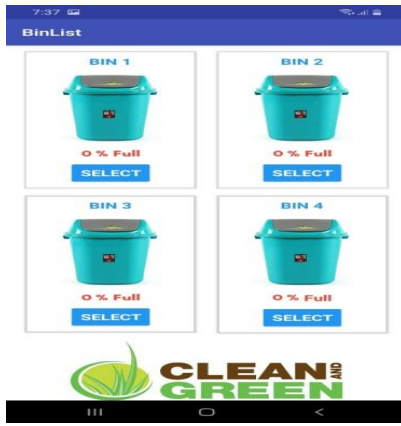 7:37
BinList
BIN 1
BIN 2
0 % Full
0 % Full
SELECT
SELECT
BIN 3
BIN 4
0 % Full
0 % Full
SELECT
SELECT
CLEAN AND
GREEN